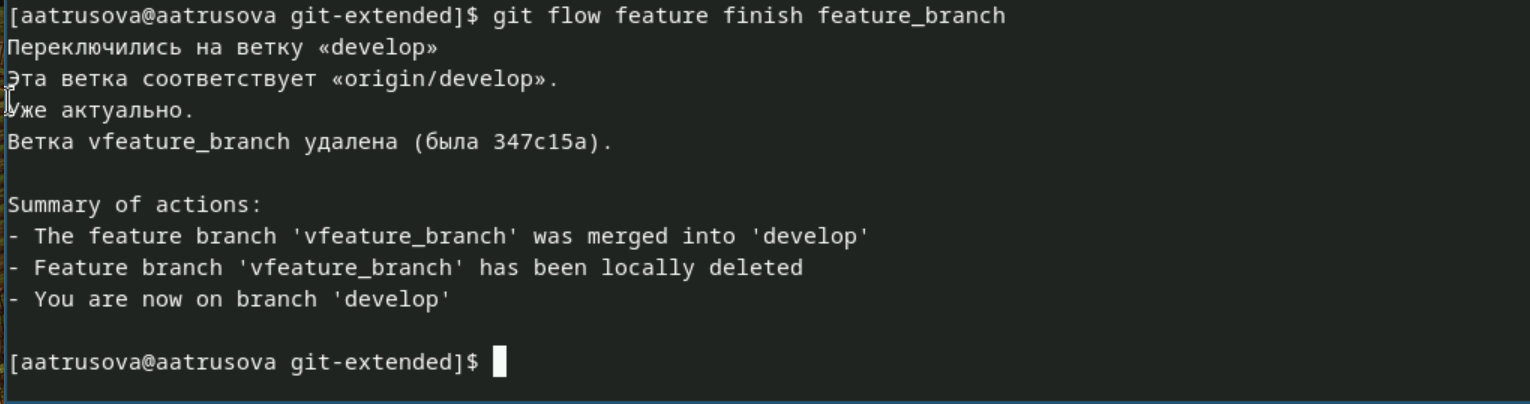 [aatrusova@aatrusova git-extended]$ git flow feature finish feature_branch
Переключились на ветку «develop»
Эта ветка соответствует «origin/develop».
Уже актуально.
Ветка vfeature_branch удалена (была 347c15a).
Summary of actions:
- The feature branch 'vfeature_branch' was merged into 'develop'
- Feature branch 'vfeature_branch' has been locally deleted
- You are now on branch 'develop'
[aatrusova@aatrusova git-extended]$